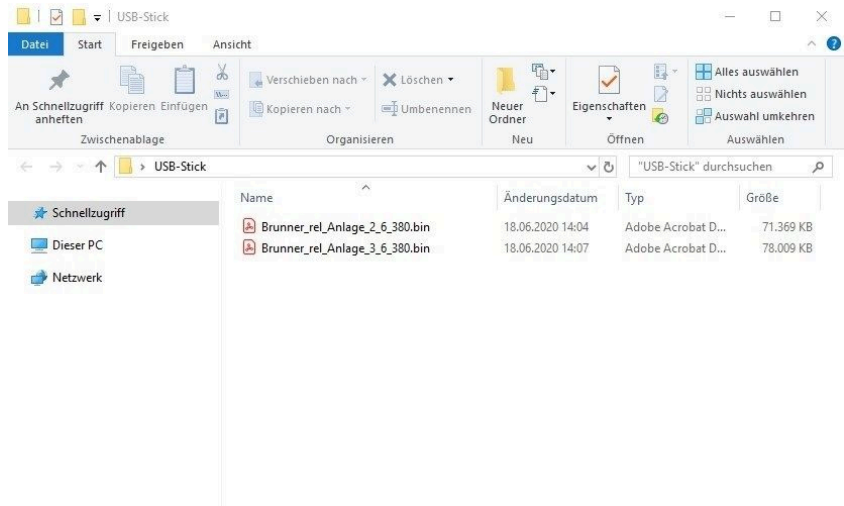 USB-Stick
Datei Start Freigeben Ansicht
An Schnellzugriff anheften
Kopieren
Einfügen
Zwischenablage
Verschieben nach
Kopieren nach
Löschen
Umbenennen
Organisieren
Neuer Ordner
Neu
Eigenschaften
Öffnen
Alles auswählen
Nichts auswählen
Auswahl umkehren
Auswählen
USB-Stick
"USB-Stick" durchsuchen
Schnellzugriff
Dieser PC
Netzwerk
Name Änderungsdatum Typ Größe
Brunner_rel_Anlage_2_6_380.bin 18.06.2020 14:04 Adobe Acrobat D... 71.369 KB
Brunner_rel_Anlage_3_6_380.bin 18.06.2020 14:07 Adobe Acrobat D... 78.009 KB